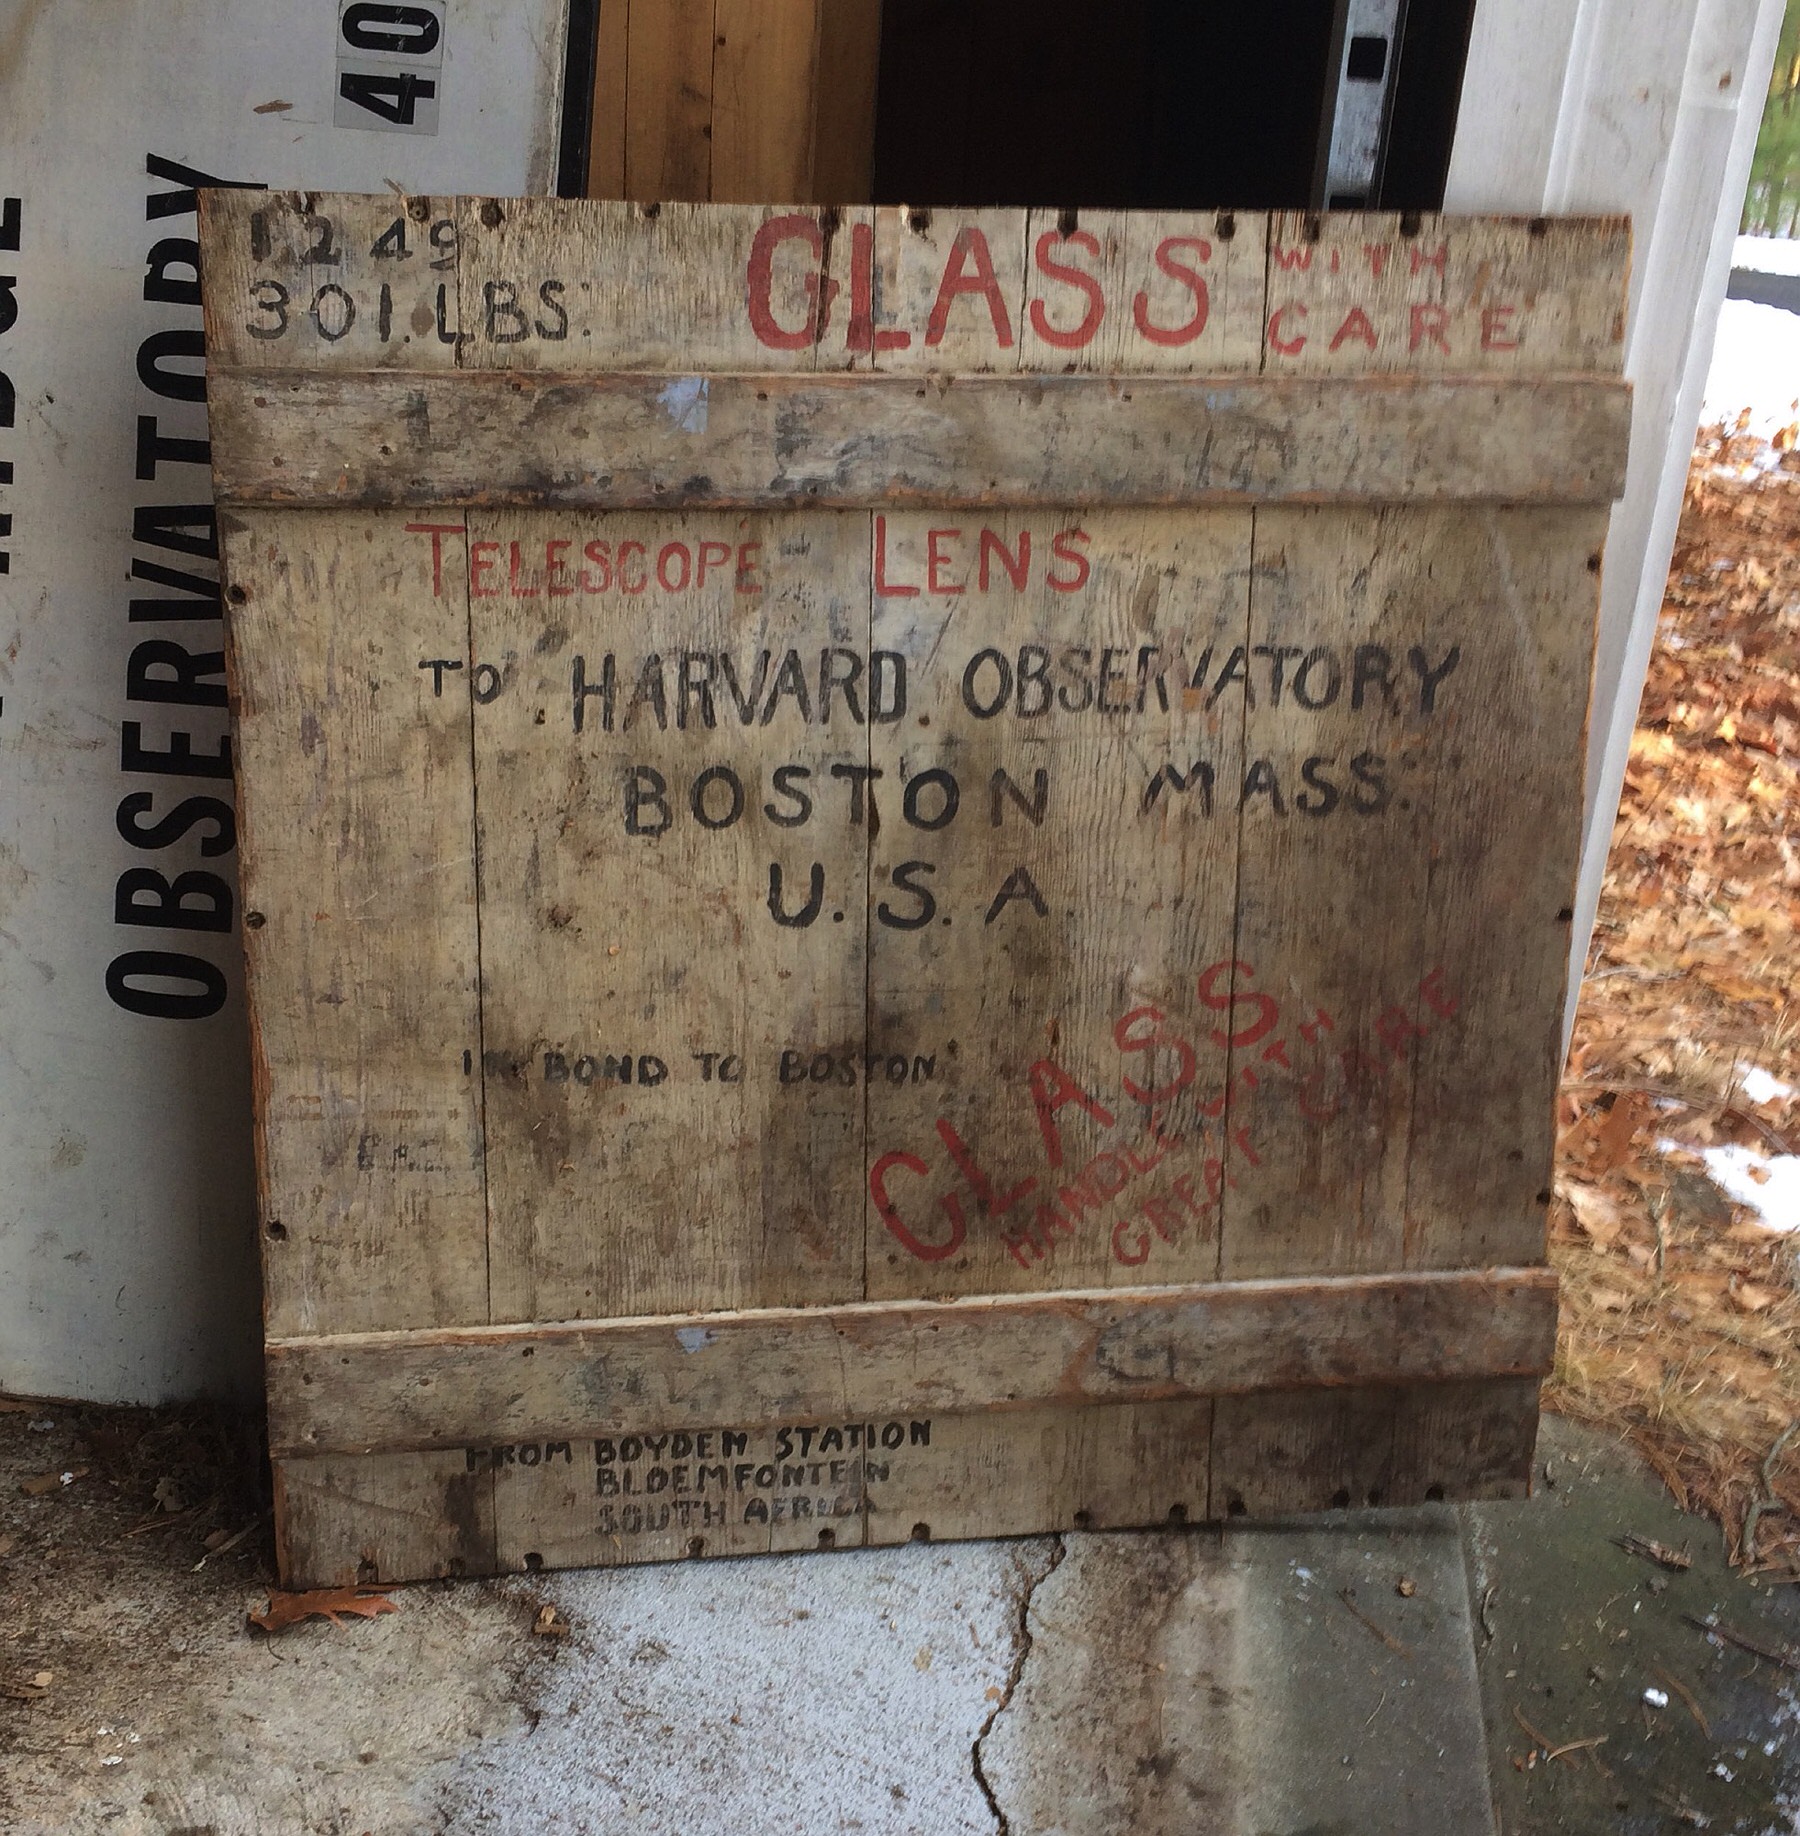 40
OBSERVATORY
1249
301.LBS.
GLASS WITH
CARE
TELESCOPE LENS
TO HARVARD. OBSERVATORY
BOSTON MASS.
U.S.A
IN BOND TO BOSTON
GLASS
HANDLE WITH
GREAT CARE
FROM BOYDEN STATION
BLOEMFONTEIN
SOUTH AFRICA